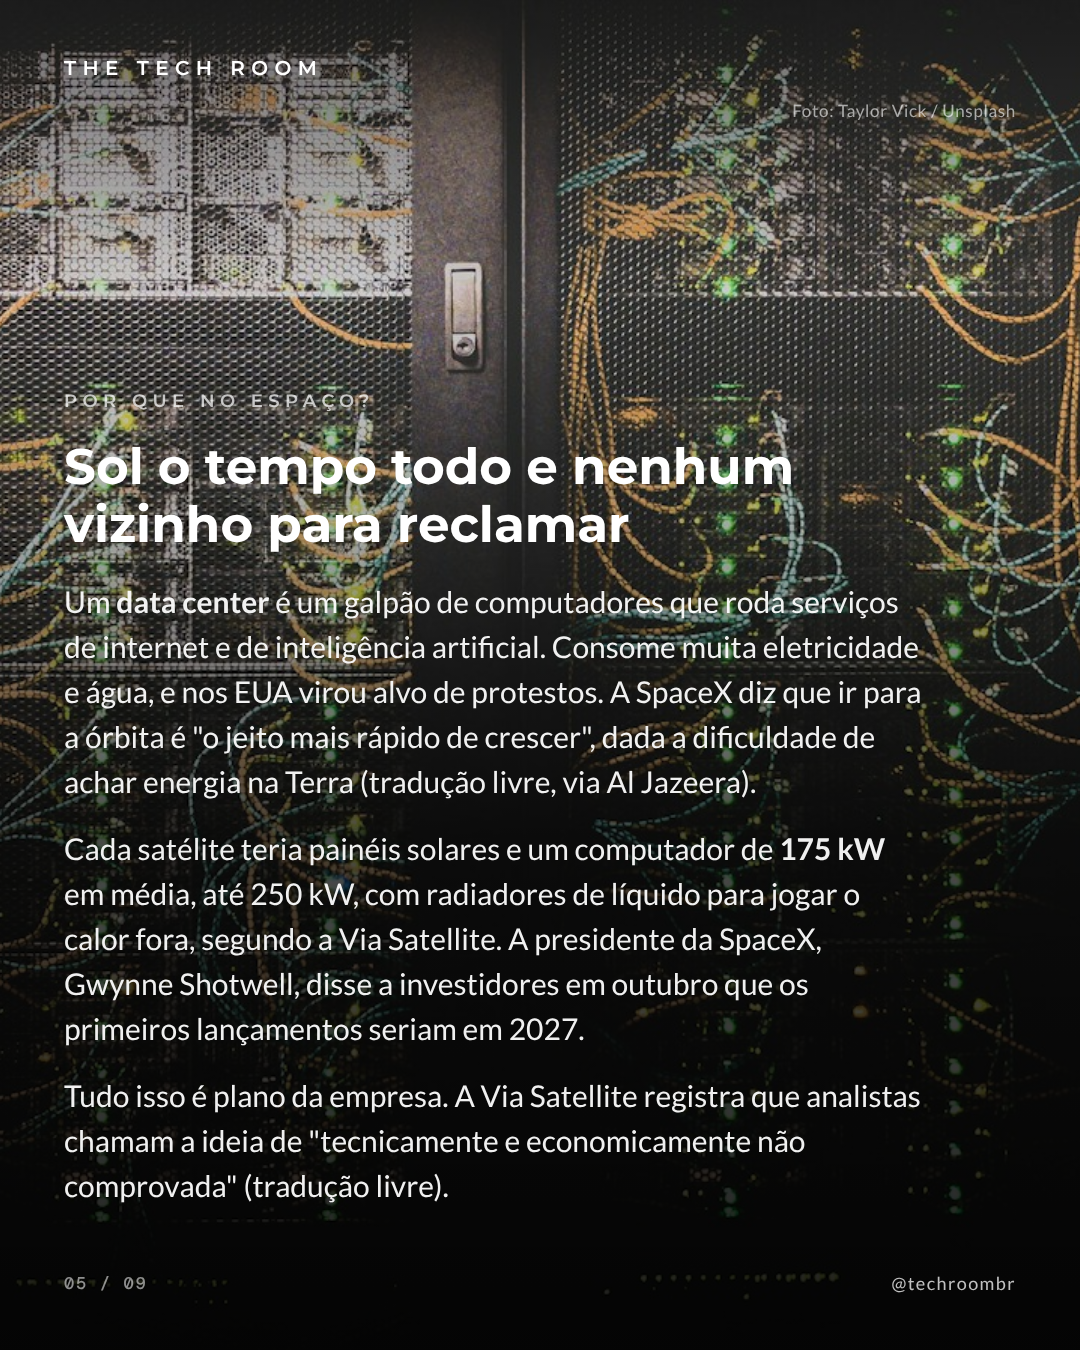 THE TECH ROOM
Foto: Taylor Vick / Unsplash
POR QUE NO ESPAÇO?
Sol o tempo todo e nenhum
vizinho para reclamar
Um data center é um galpão de computadores que roda serviços
de internet e de inteligência artificial. Consome muita eletricidade
e água, e nos EUA virou alvo de protestos. A SpaceX diz que ir para
a órbita é "o jeito mais rápido de crescer", dada a dificuldade de
achar energia na Terra (tradução livre, via Al Jazeera).
Cada satélite teria painéis solares e um computador de 175 kW
em média, até 250 kW, com radiadores de líquido para jogar o
calor fora, segundo a Via Satellite. A presidente da SpaceX,
Gwynne Shotwell, disse a investidores em outubro que os
primeiros lançamentos seriam em 2027.
Tudo isso é plano da empresa. A Via Satellite registra que analistas
chamam a ideia de "tecnicamente e economicamente não
comprovada" (tradução livre).
05 / 09
@techroombr